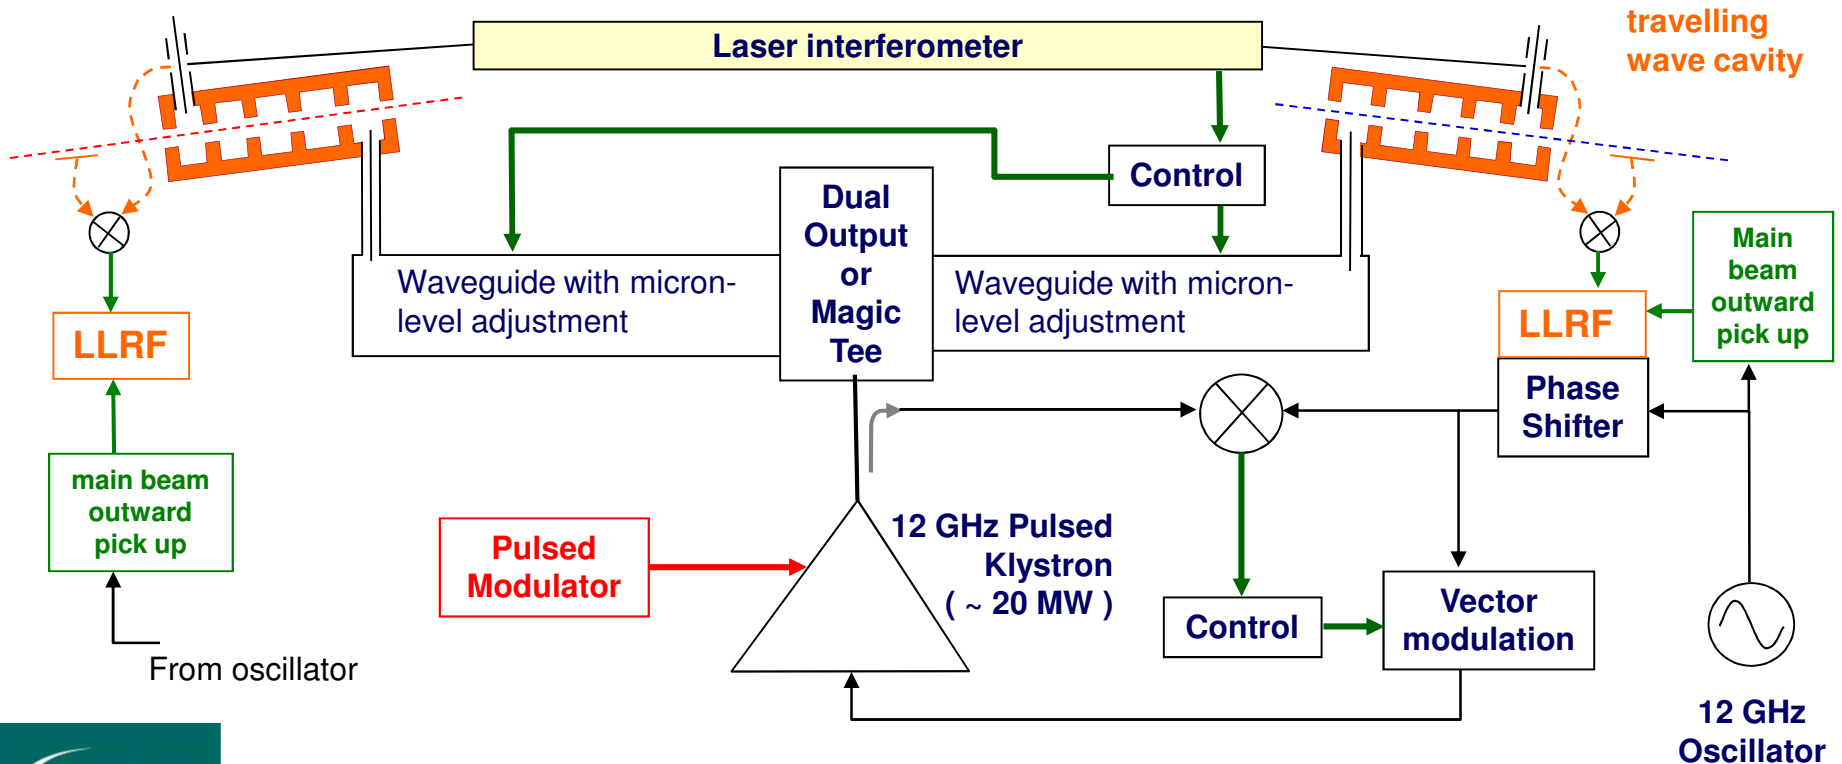 travelling
wave cavity
Laser interferometer
Control
Dual
Output
or
Magic
Tee
Waveguide with micron-
level adjustment
Waveguide with micron-
level adjustment
Main
beam
outward
pick up
LLRF
LLRF
Phase
Shifter
main beam
outward
pick up
From oscillator
Pulsed
Modulator
12 GHz Pulsed
Klystron
( ~ 20 MW )
Control
Vector
modulation
12 GHz
Oscillator